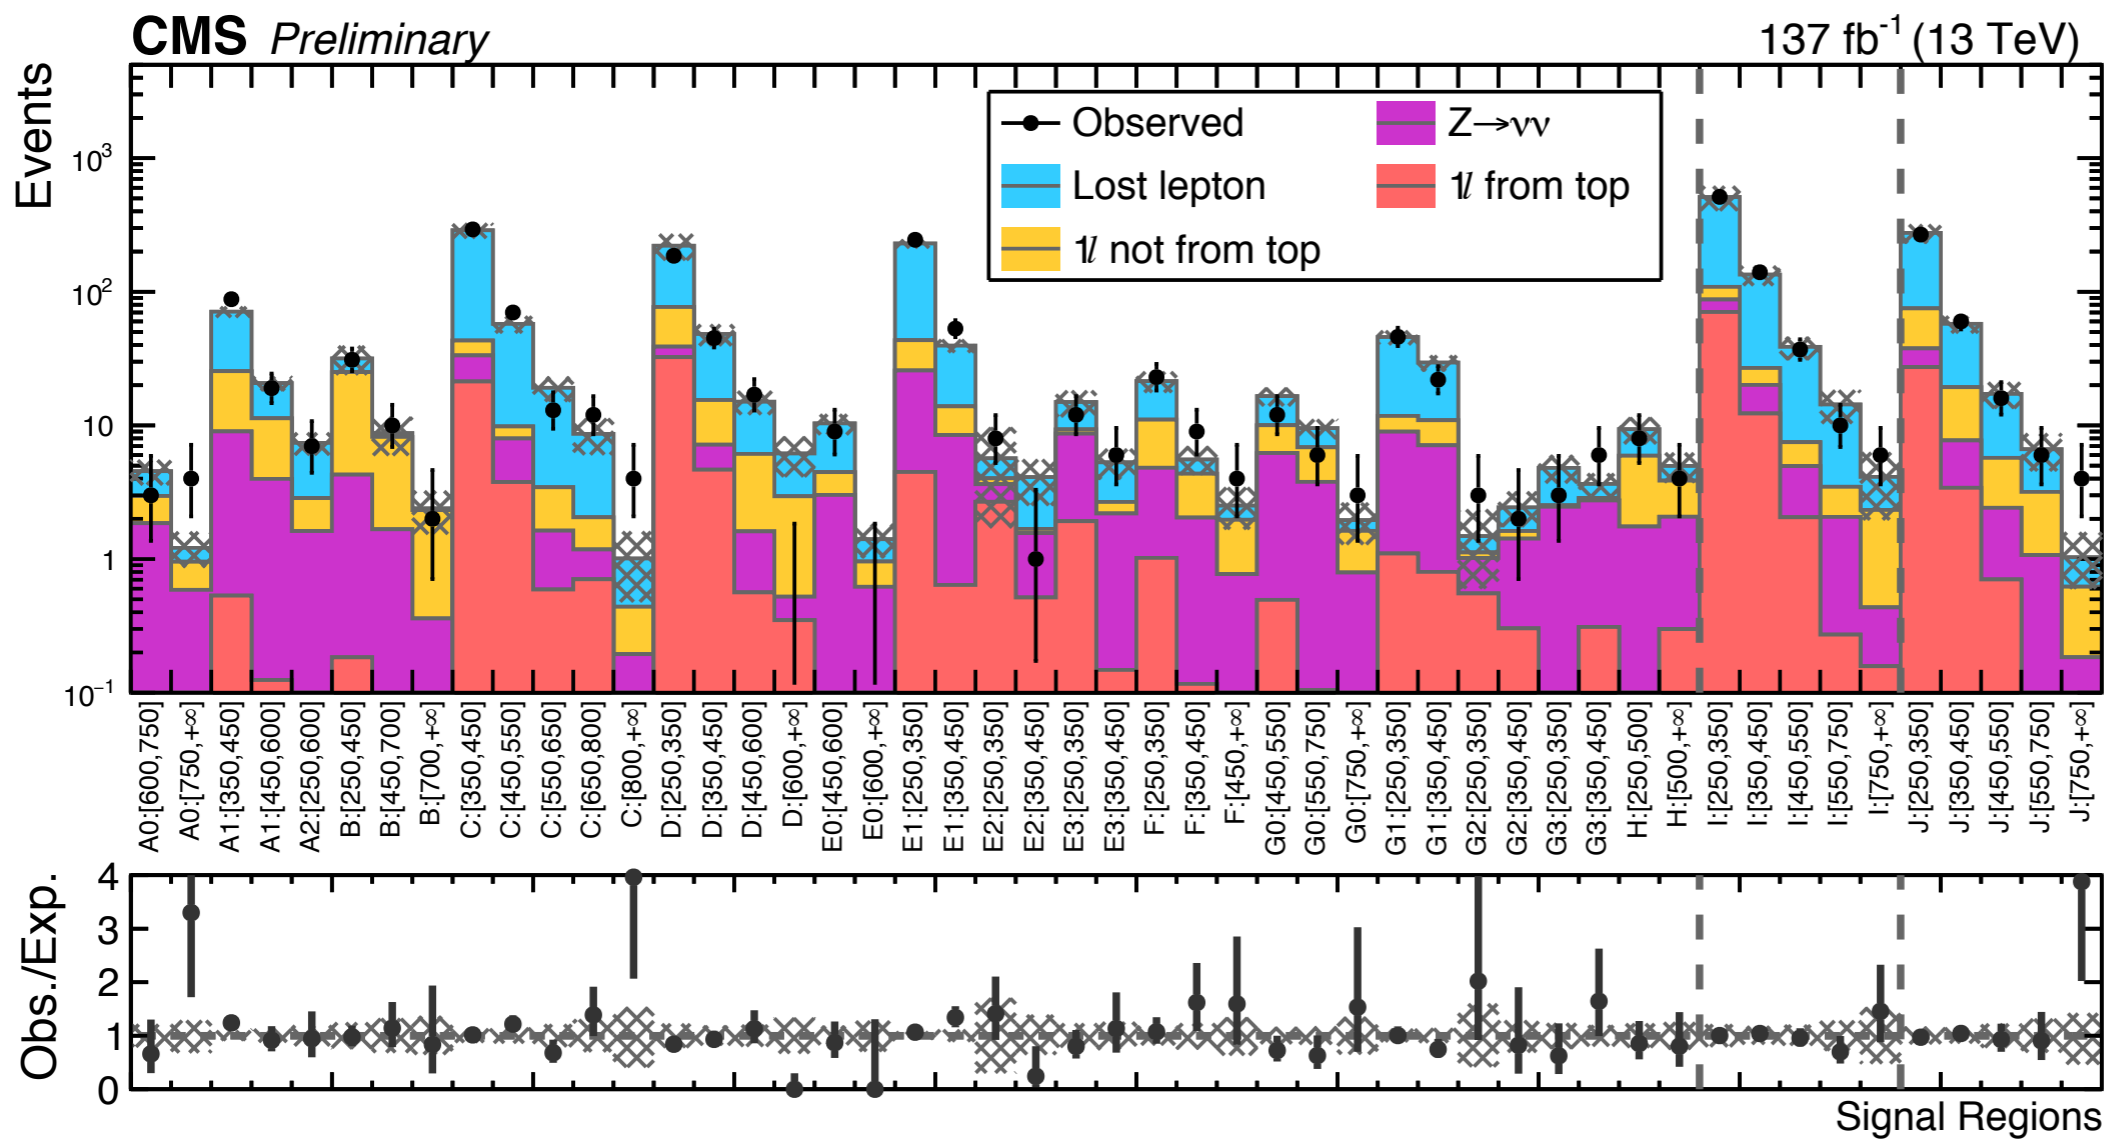 CMS Preliminary
137 fb⁻¹ (13 TeV)
Events
10³
10²
10
1
10⁻¹
Observed
Z→νν
Lost lepton
1l from top
1l not from top
A0:[600,750]
A0:[750,+∞]
A1:[350,450]
A1:[450,600]
A2:[250,600]
B:[250,450]
B:[450,700]
B:[700,+∞]
C:[350,450]
C:[450,550]
C:[550,650]
C:[650,800]
C:[800,+∞]
D:[250,350]
D:[350,450]
D:[450,600]
D:[600,+∞]
E0:[450,600]
E0:[600,+∞]
E1:[250,350]
E1:[350,450]
E2:[250,350]
E2:[350,450]
E3:[250,350]
E3:[350,450]
F:[250,350]
F:[350,450]
F:[450,+∞]
G0:[450,550]
G0:[550,750]
G0:[750,+∞]
G1:[250,350]
G1:[350,450]
G2:[250,350]
G2:[350,450]
G3:[250,350]
G3:[350,450]
H:[250,500]
H:[500,+∞]
I:[250,350]
I:[350,450]
I:[450,550]
I:[550,750]
I:[750,+∞]
J:[250,350]
J:[350,450]
J:[450,550]
J:[550,750]
J:[750,+∞]
Obs./Exp.
4
3
2
1
0
Signal Regions